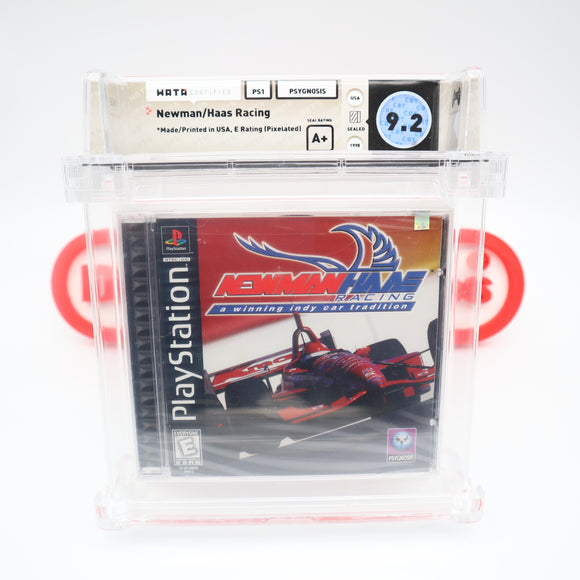 WATA CERTIFIED
PS1
PSYGNOSIS
Newman/Haas Racing
*Made/Printed in USA, E Rating (Pixelated)
SEAL RATING
A+
USA
SEALED
1998
9.2
PlayStation
PlayStation
NEWMAN HAAS
RACING
a winning indy car tradition
EVERYONE
E
ESRB
PSYGNOSIS